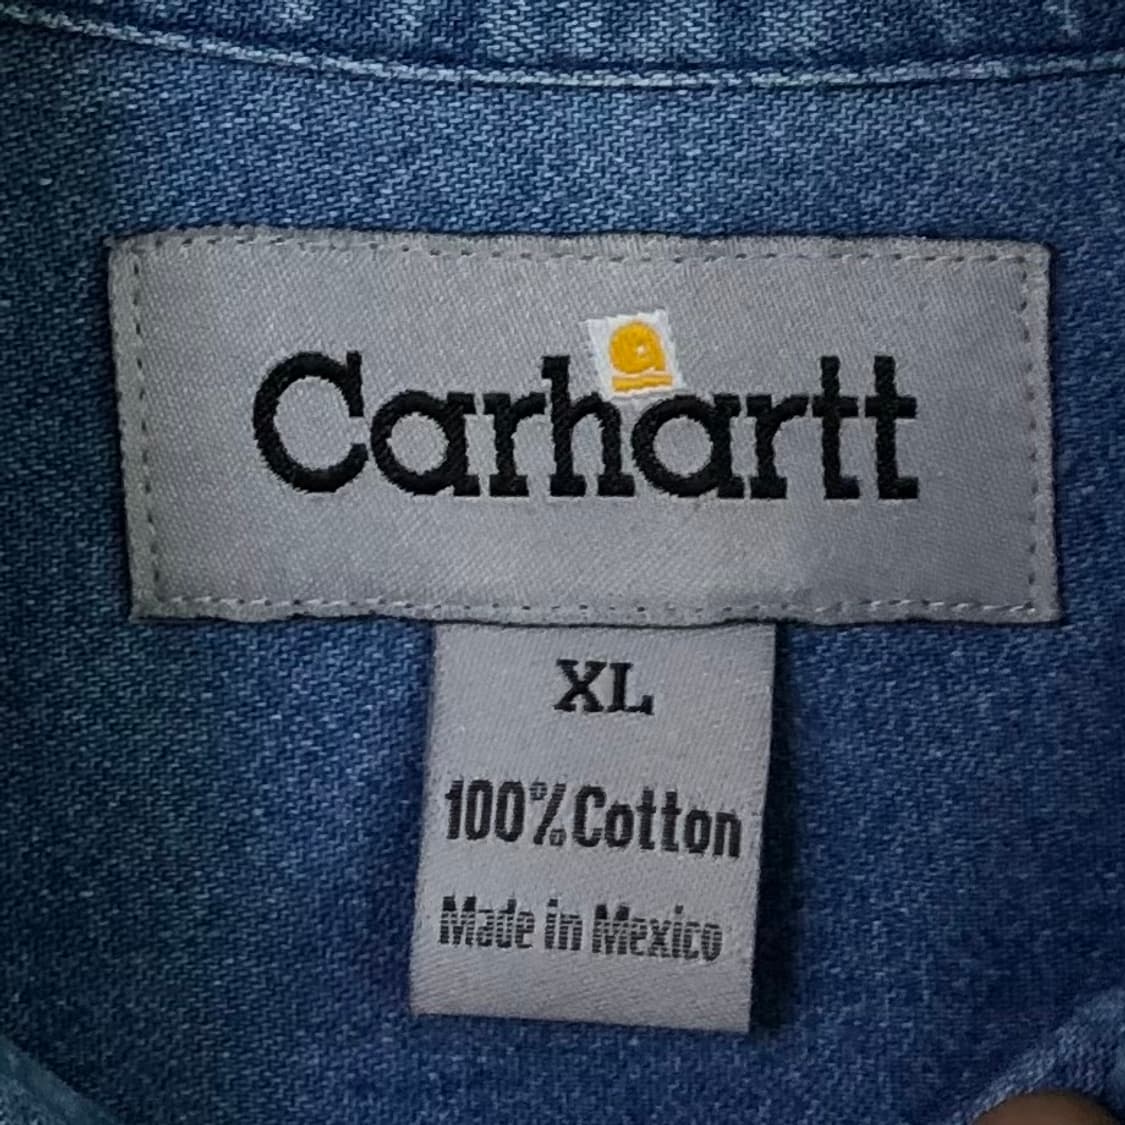 Carhartt
XL
100% Cotton
Made in Mexico